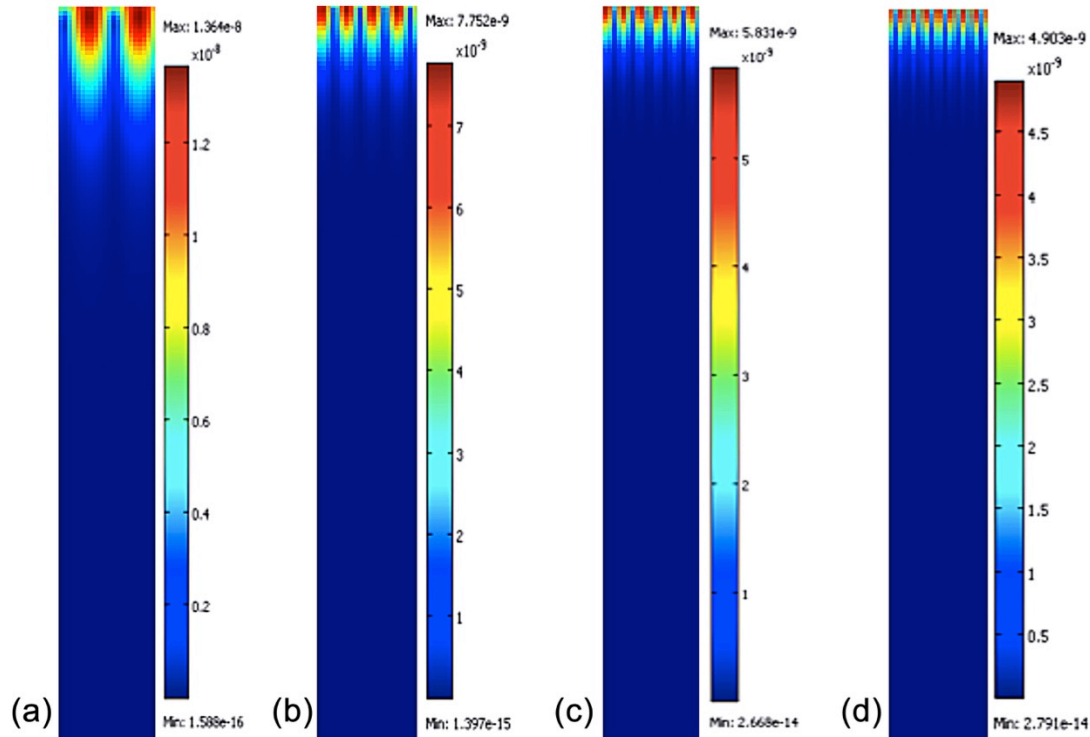 Max: 1.364e-8
x10⁻⁸
1.2
1
0.8
0.6
0.4
0.2
Min: 1.588e-16
(a)
Max: 7.752e-9
x10⁻⁹
7
6
5
4
3
2
1
Min: 1.397e-15
(b)
Max: 5.831e-9
x10⁻⁹
5
4
3
2
1
Min: 2.668e-14
(c)
Max: 4.903e-9
x10⁻⁹
4.5
4
3.5
3
2.5
2
1.5
1
0.5
Min: 2.791e-14
(d)